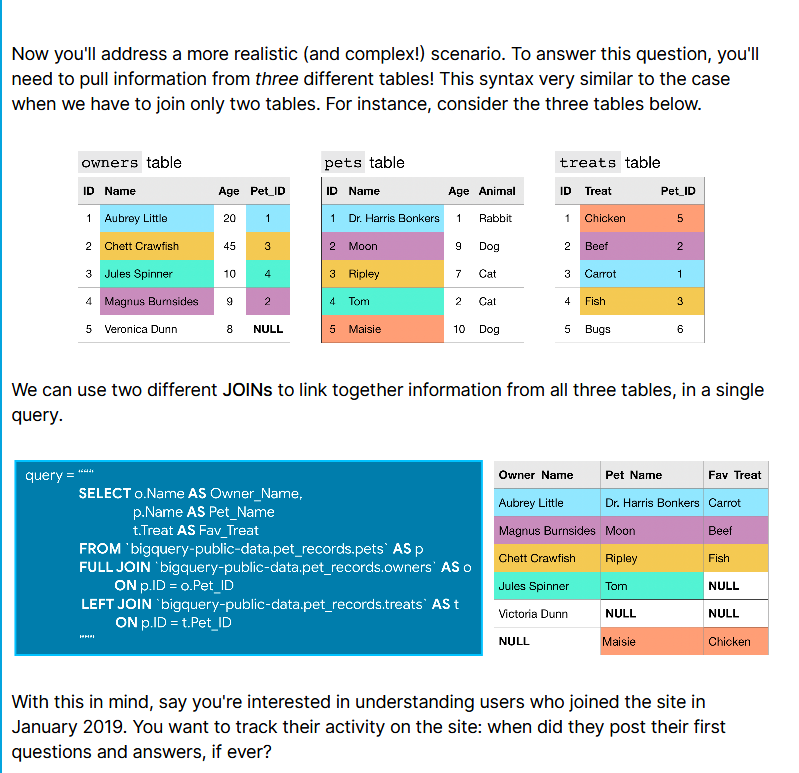 Now you'll address a more realistic (and complex!) scenario. To answer this question, you'll
need to pull information from three different tables! This syntax very similar to the case
when we have to join only two tables. For instance, consider the three tables below.
owners table
ID Name Age Pet_ID
1 Aubrey Little 20 1
2 Chett Crawfish 45 3
3 Jules Spinner 10 4
4 Magnus Burnsides 9 2
5 Veronica Dunn 8 NULL
pets table
ID Name Age Animal
1 Dr. Harris Bonkers 1 Rabbit
2 Moon 9 Dog
3 Ripley 7 Cat
4 Tom 2 Cat
5 Maisie 10 Dog
treats table
ID Treat Pet_ID
1 Chicken 5
2 Beef 2
3 Carrot 1
4 Fish 3
5 Bugs 6
We can use two different JOINs to link together information from all three tables, in a single
query.
query = """
SELECT o.Name AS Owner_Name,
p.Name AS Pet_Name
t.Treat AS Fav_Treat
FROM `bigquery-public-data.pet_records.pets` AS p
FULL JOIN `bigquery-public-data.pet_records.owners` AS o
ON p.ID = o.Pet_ID
LEFT JOIN `bigquery-public-data.pet_records.treats` AS t
ON p.ID = t.Pet_ID
"""
Owner Name Pet Name Fav Treat
Aubrey Little Dr. Harris Bonkers Carrot
Magnus Burnsides Moon Beef
Chett Crawfish Ripley Fish
Jules Spinner Tom NULL
Victoria Dunn NULL NULL
NULL Maisie Chicken
With this in mind, say you're interested in understanding users who joined the site in
January 2019. You want to track their activity on the site: when did they post their first
questions and answers, if ever?